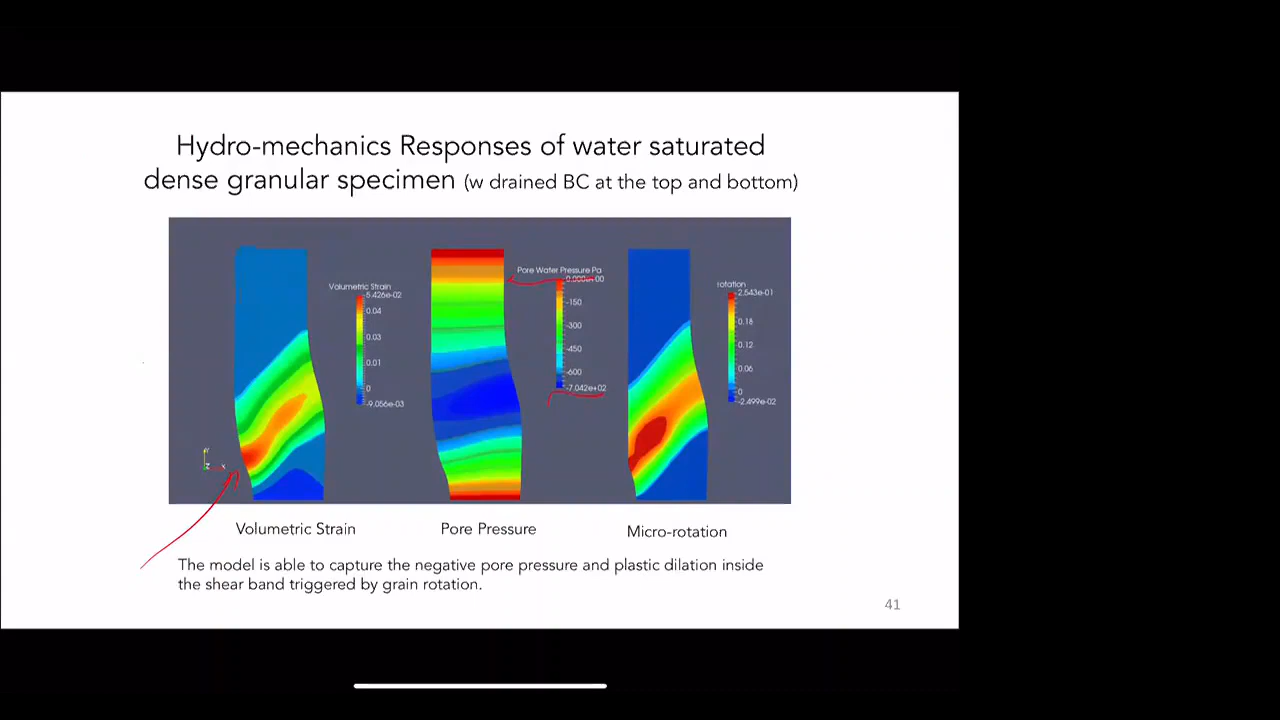 Hydro-mechanics Responses of water saturated
dense granular specimen (w drained BC at the top and bottom)
Volumetric Strain
5.426e-02
0.04
0.03
0.01
0
-9.056e-03
Pore Water Pressure Pa
0.000e+00
-150
-300
-450
-600
-7.042e+02
rotation
2.543e-01
0.18
0.12
0.06
0
-2.499e-02
Y
Z X
Volumetric Strain
Pore Pressure
Micro-rotation
The model is able to capture the negative pore pressure and plastic dilation inside
the shear band triggered by grain rotation.
41